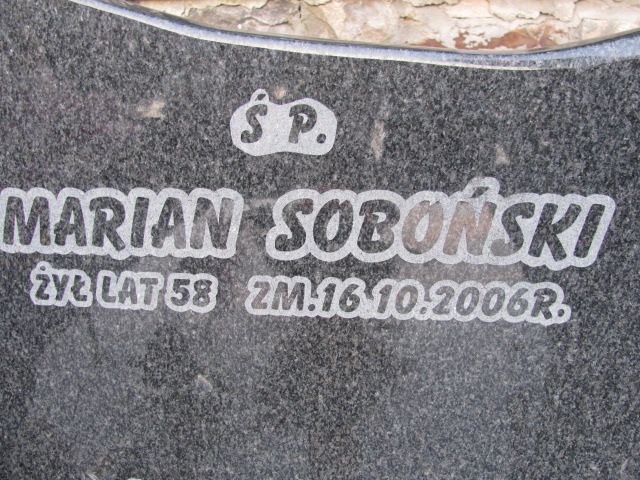 Ś P.
MARIAN SOBOŃSKI
ŻYŁ LAT 58 ZM.16.10.2006R.